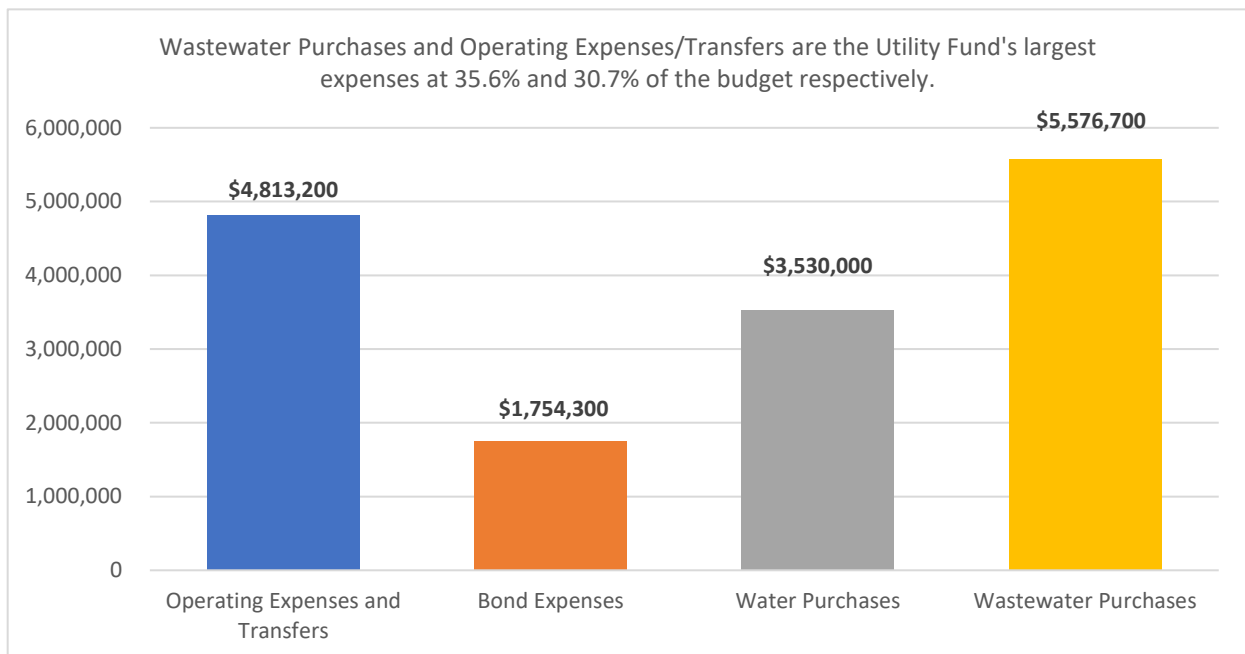 Wastewater Purchases and Operating Expenses/Transfers are the Utility Fund's largest
expenses at 35.6% and 30.7% of the budget respectively.
6,000,000
5,000,000
4,000,000
3,000,000
2,000,000
1,000,000
0
$4,813,200
$1,754,300
$3,530,000
$5,576,700
Operating Expenses and
Transfers
Bond Expenses
Water Purchases
Wastewater Purchases